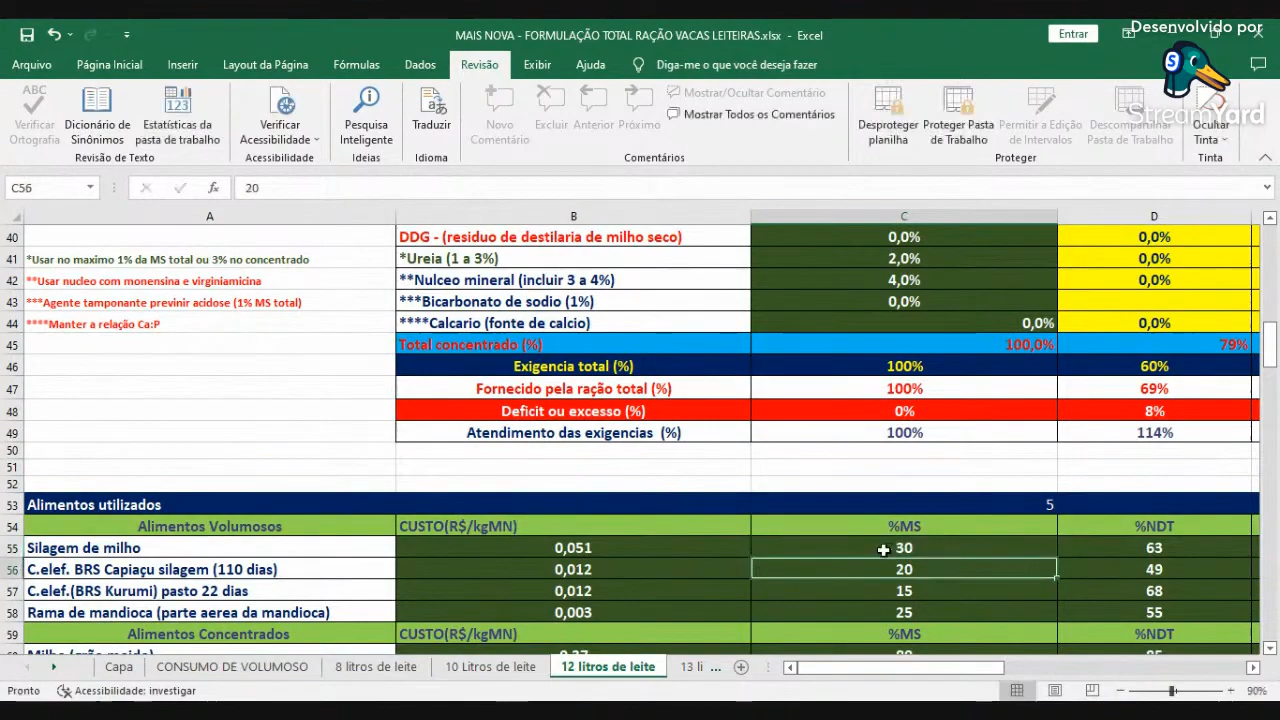 Desenvolvido por
MAIS NOVA - FORMULAÇÃO TOTAL RAÇÃO VACAS LEITEIRAS.xlsx - Excel
Entrar
Arquivo Página Inicial Inserir Layout da Página Fórmulas Dados Revisão Exibir Ajuda Diga-me o que você deseja fazer
StreamYard
Verificar Ortografia
Dicionário de Sinônimos
Estatísticas da pasta de trabalho
Verificar Acessibilidade
Pesquisa Inteligente
Traduzir
Novo Comentário
Excluir
Anterior
Próximo
Mostrar/Ocultar Comentário
Mostrar Todos os Comentários
Desproteger planilha
Proteger Pasta de Trabalho
Permitir a Edição de Intervalos
Descompartilhar Pasta de Trabalho
Ocultar Tinta
Revisão de Texto Acessibilidade Ideias Idioma Comentários Proteger Tinta
C56 fx 20
A B C D
40 DDG - (residuo de destilaria de milho seco) 0,0% 0,0%
41 *Usar no maximo 1% da MS total ou 3% no concentrado *Ureia (1 a 3%) 2,0% 0,0%
42 **Usar nucleo com monensina e virginiamicina **Nulceo mineral (incluir 3 a 4%) 4,0% 0,0%
43 ***Agente tamponante previnir acidose (1% MS total) ***Bicarbonato de sodio (1%) 0,0%
44 ****Manter a relação Ca:P ****Calcario (fonte de calcio) 0,0% 0,0%
45 Total concentrado (%) 100,0% 79%
46 Exigencia total (%) 100% 60%
47 Fornecido pela ração total (%) 100% 69%
48 Deficit ou excesso (%) 0% 8%
49 Atendimento das exigencias (%) 100% 114%
50
51
52
53 Alimentos utilizados 5
54 Alimentos Volumosos CUSTO(R$/kgMN) %MS %NDT
55 Silagem de milho 0,051 30 63
56 C.elef. BRS Capiaçu silagem (110 dias) 0,012 20 49
57 C.elef.(BRS Kurumi) pasto 22 dias 0,012 15 68
58 Rama de mandioca (parte aerea da mandioca) 0,003 25 55
59 Alimentos Concentrados CUSTO(R$/kgMN) %MS %NDT
Capa CONSUMO DE VOLUMOSO 8 litros de leite 10 Litros de leite 12 litros de leite 13 li ...
Pronto Acessibilidade: investigar 90%